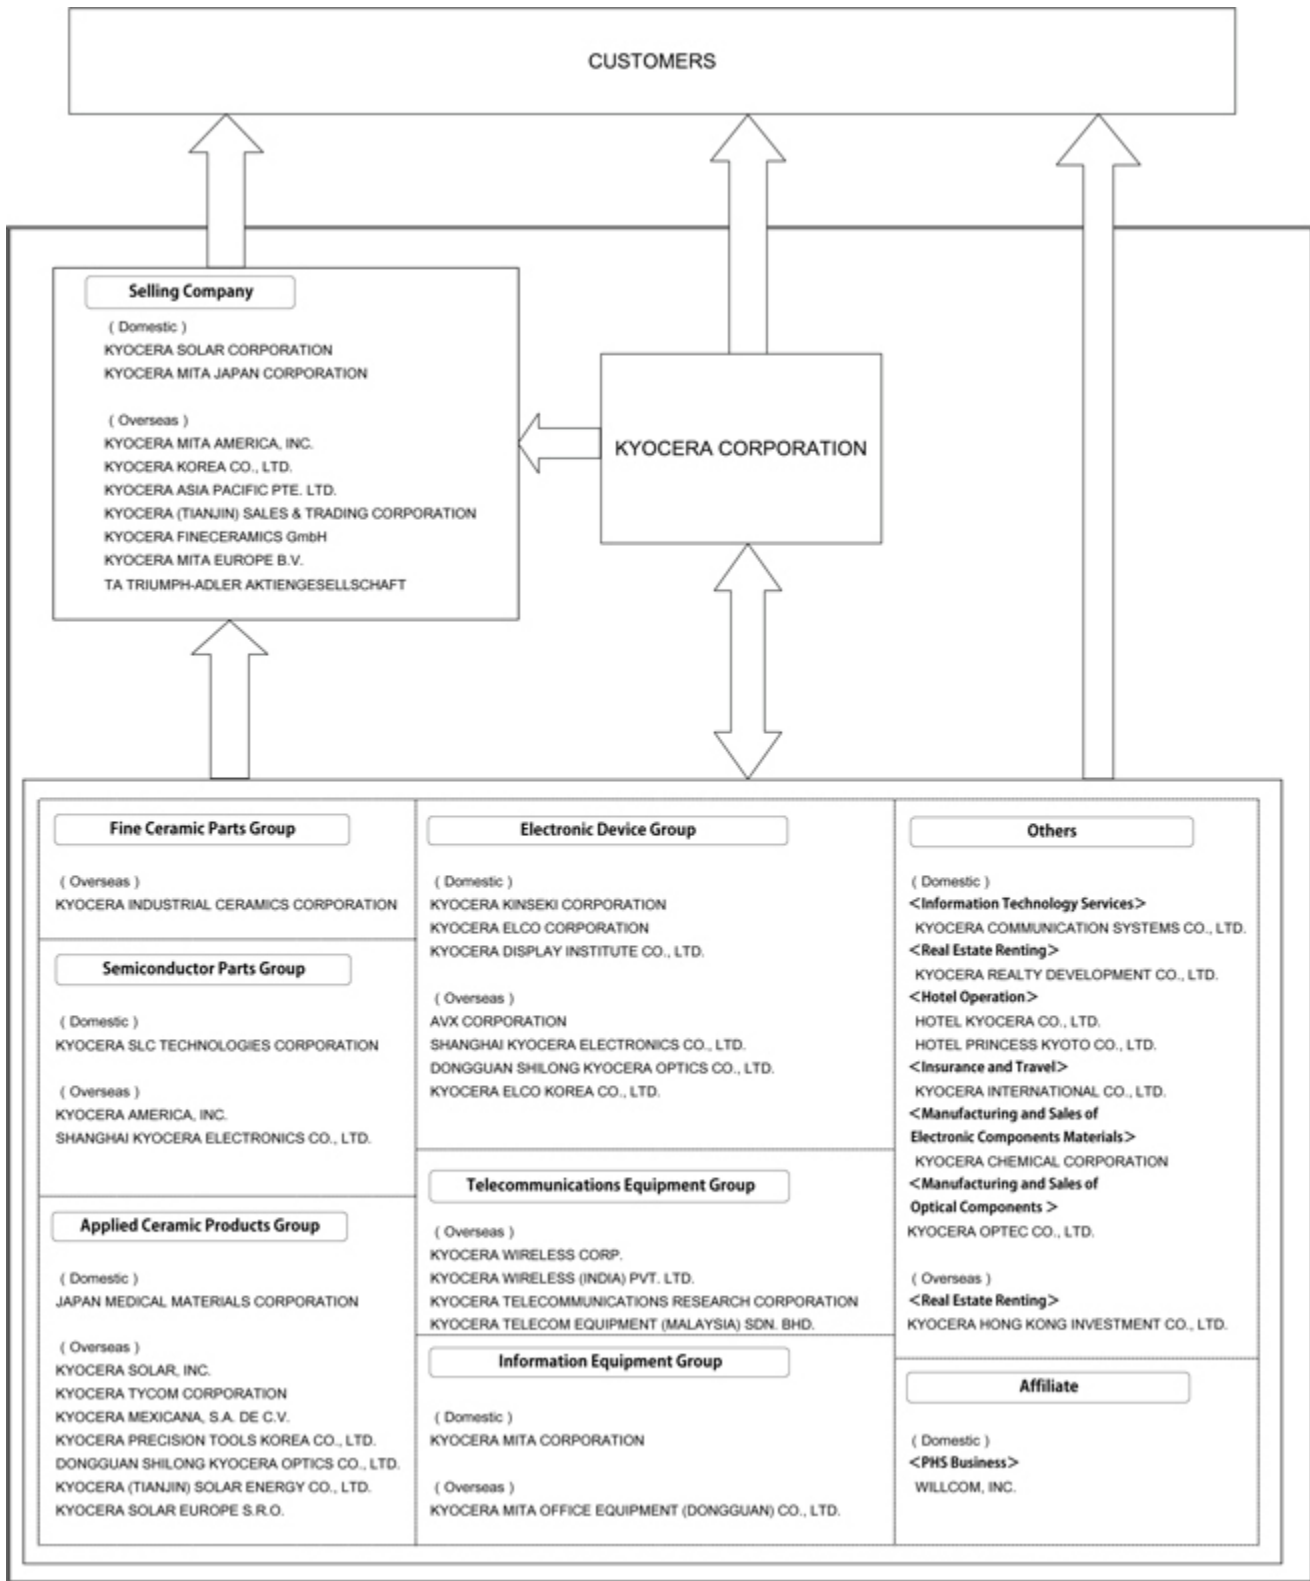 CUSTOMERS
Selling Company
( Domestic )
KYOCERA SOLAR CORPORATION
KYOCERA MITA JAPAN CORPORATION
( Overseas )
KYOCERA MITA AMERICA, INC.
KYOCERA KOREA CO., LTD.
KYOCERA ASIA PACIFIC PTE. LTD.
KYOCERA (TIANJIN) SALES & TRADING CORPORATION
KYOCERA FINECERAMICS GmbH
KYOCERA MITA EUROPE B.V.
TA TRIUMPH-ADLER AKTIENGESELLSCHAFT
KYOCERA CORPORATION
Fine Ceramic Parts Group
( Overseas )
KYOCERA INDUSTRIAL CERAMICS CORPORATION
Semiconductor Parts Group
( Domestic )
KYOCERA SLC TECHNOLOGIES CORPORATION
( Overseas )
KYOCERA AMERICA, INC.
SHANGHAI KYOCERA ELECTRONICS CO., LTD.
Applied Ceramic Products Group
( Domestic )
JAPAN MEDICAL MATERIALS CORPORATION
( Overseas )
KYOCERA SOLAR, INC.
KYOCERA TYCOM CORPORATION
KYOCERA MEXICANA, S.A. DE C.V.
KYOCERA PRECISION TOOLS KOREA CO., LTD.
DONGGUAN SHILONG KYOCERA OPTICS CO., LTD.
KYOCERA (TIANJIN) SOLAR ENERGY CO., LTD.
KYOCERA SOLAR EUROPE S.R.O.
Electronic Device Group
( Domestic )
KYOCERA KINSEKI CORPORATION
KYOCERA ELCO CORPORATION
KYOCERA DISPLAY INSTITUTE CO., LTD.
( Overseas )
AVX CORPORATION
SHANGHAI KYOCERA ELECTRONICS CO., LTD.
DONGGUAN SHILONG KYOCERA OPTICS CO., LTD.
KYOCERA ELCO KOREA CO., LTD.
Telecommunications Equipment Group
( Overseas )
KYOCERA WIRELESS CORP.
KYOCERA WIRELESS (INDIA) PVT. LTD.
KYOCERA TELECOMMUNICATIONS RESEARCH CORPORATION
KYOCERA TELECOM EQUIPMENT (MALAYSIA) SDN. BHD.
Information Equipment Group
( Domestic )
KYOCERA MITA CORPORATION
( Overseas )
KYOCERA MITA OFFICE EQUIPMENT (DONGGUAN) CO., LTD.
Others
( Domestic )
<Information Technology Services>
KYOCERA COMMUNICATION SYSTEMS CO., LTD.
<Real Estate Renting>
KYOCERA REALTY DEVELOPMENT CO., LTD.
<Hotel Operation>
HOTEL KYOCERA CO., LTD.
HOTEL PRINCESS KYOTO CO., LTD.
<Insurance and Travel>
KYOCERA INTERNATIONAL CO., LTD.
<Manufacturing and Sales of
Electronic Components Materials>
KYOCERA CHEMICAL CORPORATION
<Manufacturing and Sales of
Optical Components >
KYOCERA OPTEC CO., LTD.
( Overseas )
<Real Estate Renting>
KYOCERA HONG KONG INVESTMENT CO., LTD.
Affiliate
( Domestic )
<PHS Business>
WILLCOM, INC.